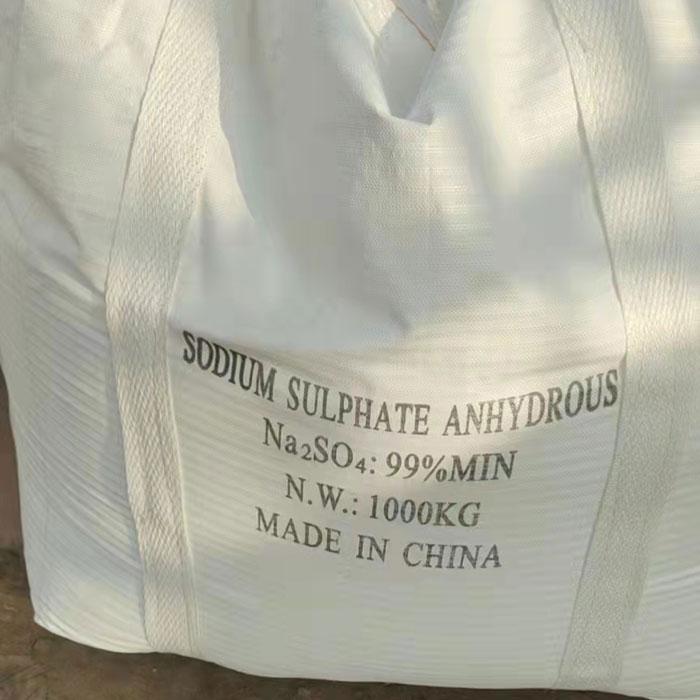 SODIUM SULPHATE ANHYDROUS
Na₂SO₄: 99%MIN
N.W.: 1000KG
MADE IN CHINA